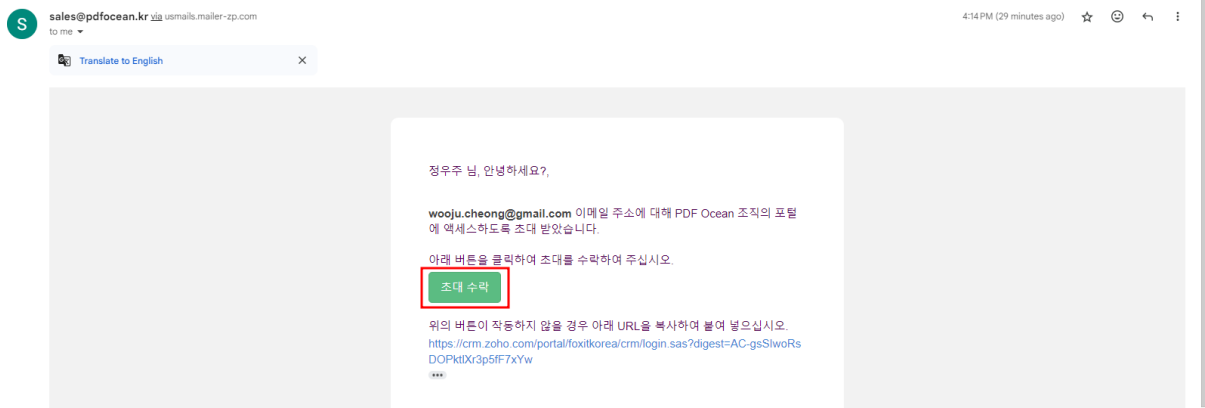 S
sales@pdfocean.kr via usmails.mailer-zp.com
4:14 PM (29 minutes ago)
to me
Translate to English
정우주 님, 안녕하세요?,
wooju.cheong@gmail.com 이메일 주소에 대해 PDF Ocean 조직의 포털
에 액세스하도록 초대 받았습니다.
아래 버튼을 클릭하여 초대를 수락하여 주십시오.
초대 수락
위의 버튼이 작동하지 않을 경우 아래 URL을 복사하여 붙여 넣으십시오.
https://crm.zoho.com/portal/foxitkorea/crm/login.sas?digest=AC-gsSIwoRs
DOPktlXr3p5fF7xYw